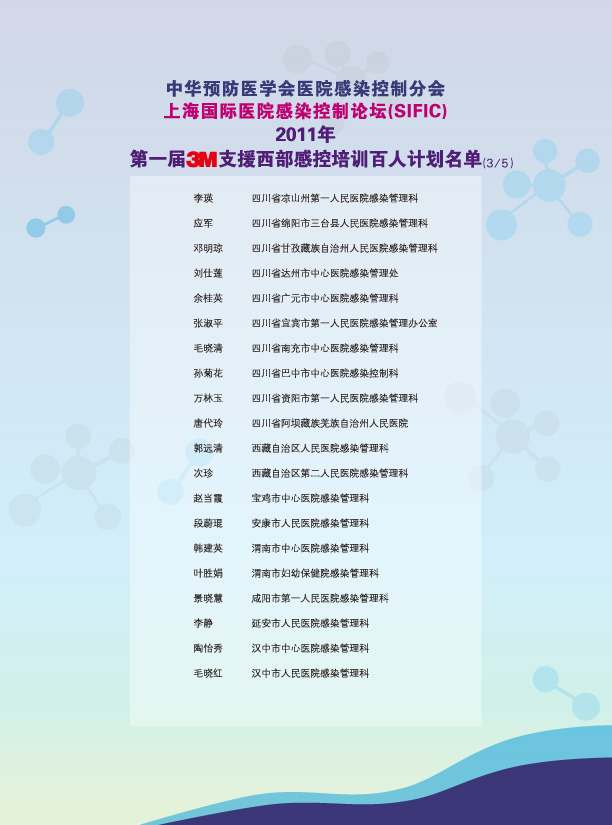 中华预防医学会医院感染控制分会
上海国际医院感染控制论坛(SIFIC)
2011年
第一届3M支援西部感控培训百人计划名单(3/5)
李瑛 四川省凉山州第一人民医院感染管理科
应军 四川省绵阳市三台县人民医院感染管理科
邓明琼 四川省甘孜藏族自治州人民医院感染管理科
刘仕莲 四川省达州市中心医院感染管理处
余桂英 四川省广元市中心医院感染管理科
张淑平 四川省宜宾市第一人民医院感染管理办公室
毛晓清 四川省南充市中心医院感染管理科
孙菊花 四川省巴中市中心医院感染控制科
万林玉 四川省资阳市第一人民医院感染管理科
唐代玲 四川省阿坝藏族羌族自治州人民医院
郭远清 西藏自治区人民医院感染管理科
次珍 西藏自治区第二人民医院感染管理科
赵当霞 宝鸡市中心医院感染管理科
段蔚琨 安康市人民医院感染管理科
韩建英 渭南市中心医院感染管理科
叶胜娟 渭南市妇幼保健院感染管理科
景晓慧 咸阳市第一人民医院感染管理科
李静 延安市人民医院感染管理科
陶怡秀 汉中市中心医院感染管理科
毛晓红 汉中市人民医院感染管理科